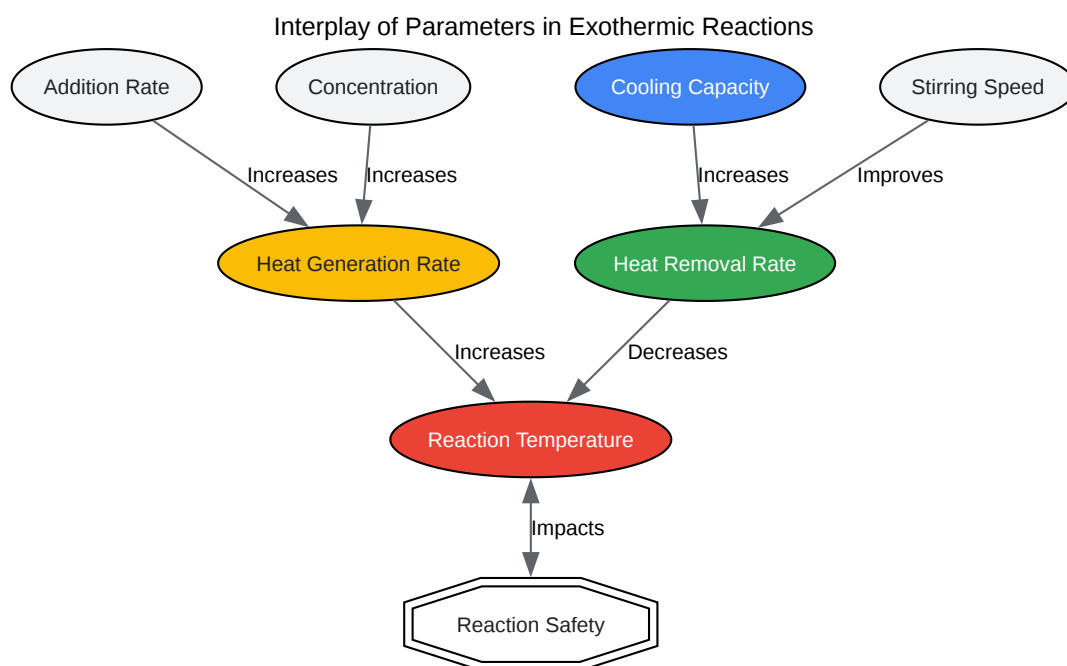 Interplay of Parameters in Exothermic Reactions
Addition Rate
Concentration
Cooling Capacity
Stirring Speed
Increases
Increases
Increases
Improves
Heat Generation Rate
Heat Removal Rate
Increases
Decreases
Reaction Temperature
Impacts
Reaction Safety